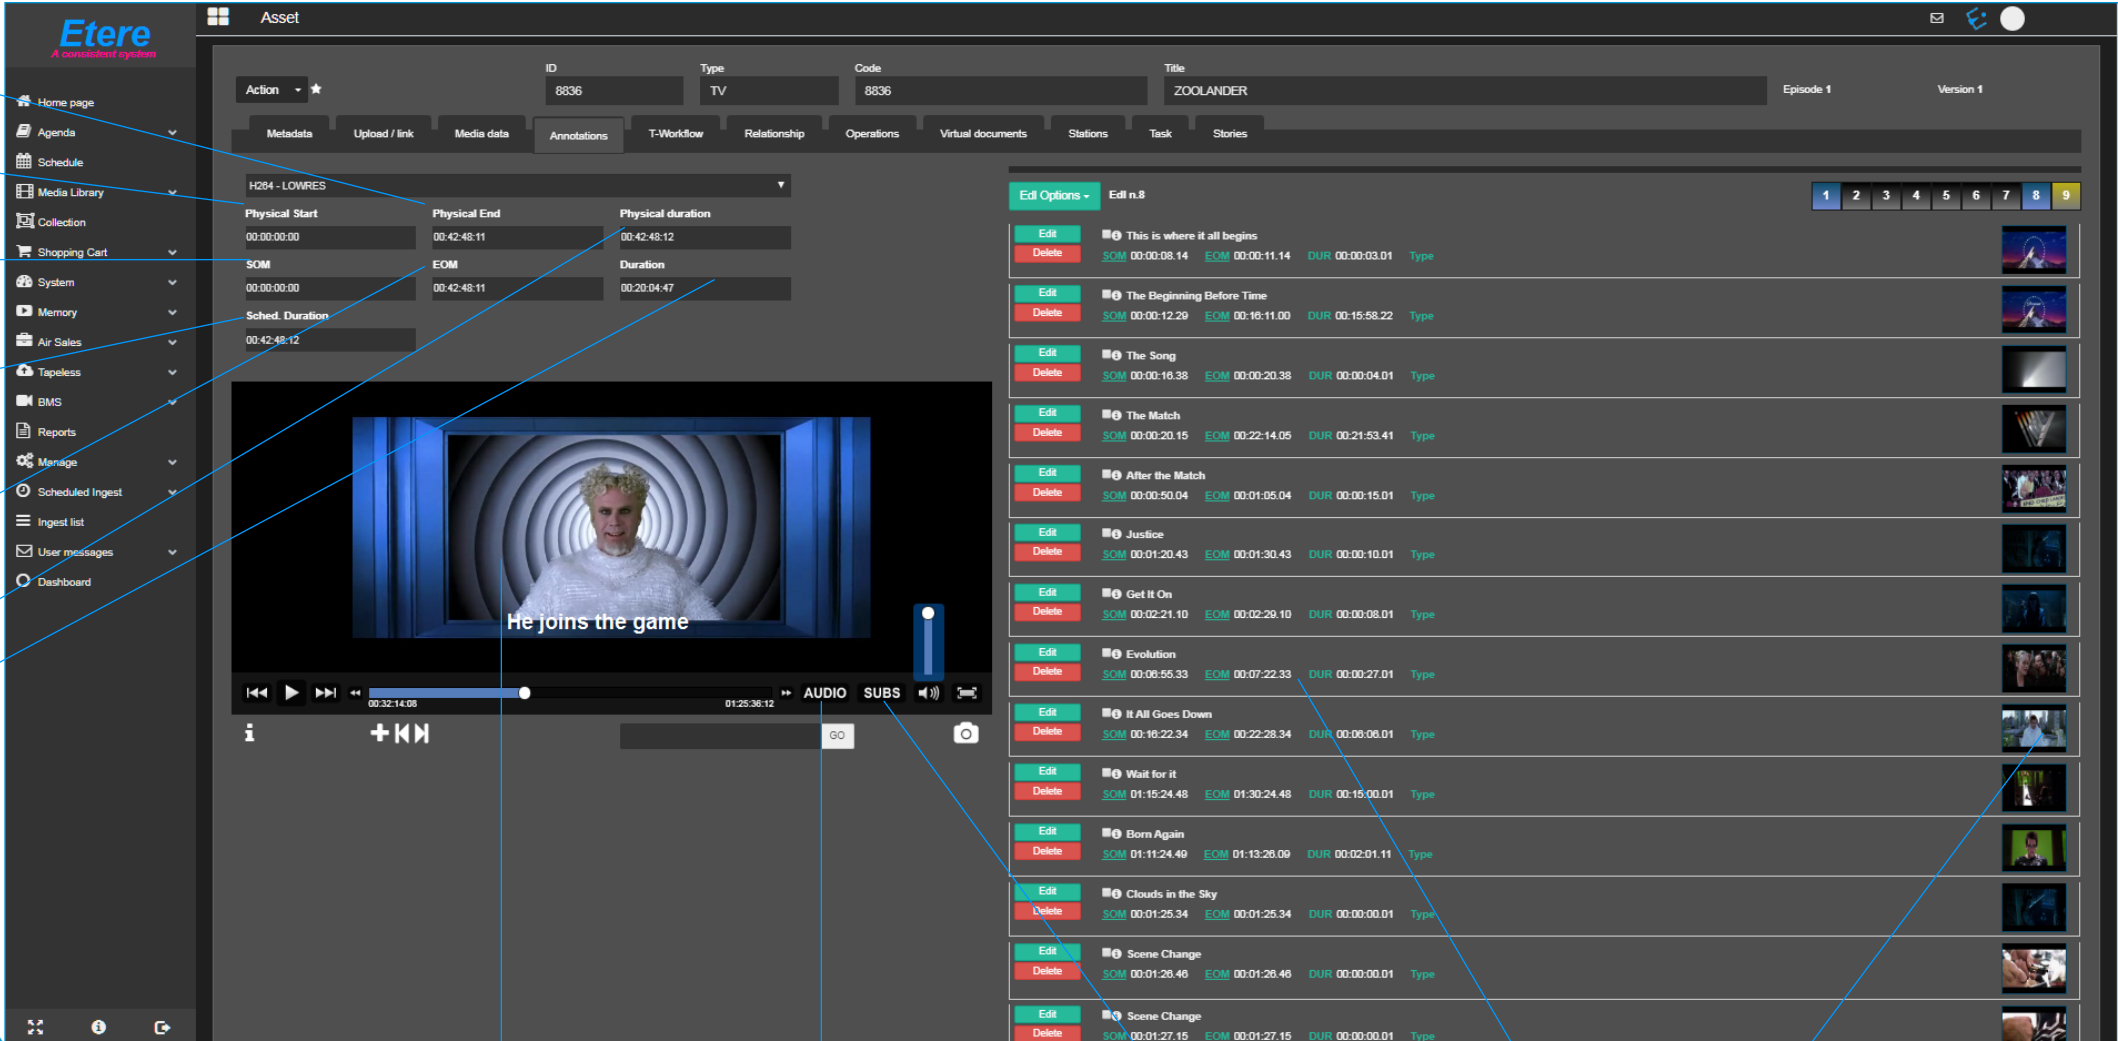 Etere
A consistent system
Asset
Home page
Agenda
Schedule
Media Library
Collection
Shopping Cart
System
Memory
Air Sales
Tapeless
BMS
Reports
Manage
Scheduled Ingest
Ingest list
User messages
Dashboard
ID Type Code Title
Action 8836 TV 8836 ZOOLANDER Episode 1 Version 1
Metadata Upload / link Media data Annotations T-Workflow Relationship Operations Virtual documents Stations Task Stories
H264 - LOWRES
Physical Start Physical End Physical duration
00:00:00:00 00:42:48:11 00:42:48:12
SOM EOM Duration
00:00:00:00 00:42:48:11 00:20:04:47
Sched. Duration
00:42:48:12
He joins the game
AUDIO SUBS
00:32:14:08 01:25:36:12
GO
Edl Options Edl n.8 1 2 3 4 5 6 7 8 9
Edit This is where it all begins
Delete SOM 00:00:08.14 EOM 00:00:11.14 DUR 00:00:03.01 Type
Edit The Beginning Before Time
Delete SOM 00:00:12.29 EOM 00:16:11.00 DUR 00:15:58.22 Type
Edit The Song
Delete SOM 00:00:16.38 EOM 00:00:20.38 DUR 00:00:04.01 Type
Edit The Match
Delete SOM 00:00:20.15 EOM 00:22:14.05 DUR 00:21:53.41 Type
Edit After the Match
Delete SOM 00:00:50.04 EOM 00:01:05.04 DUR 00:00:15.01 Type
Edit Justice
Delete SOM 00:01:20.43 EOM 00:01:30.43 DUR 00:00:10.01 Type
Edit Get It On
Delete SOM 00:02:21.10 EOM 00:02:29.10 DUR 00:00:08.01 Type
Edit Evolution
Delete SOM 00:06:55.33 EOM 00:07:22.33 DUR 00:00:27.01 Type
Edit It All Goes Down
Delete SOM 00:16:22.34 EOM 00:22:28.34 DUR 00:06:06.01 Type
Edit Wait for it
Delete SOM 01:15:24.48 EOM 01:30:24.48 DUR 00:15:00.01 Type
Edit Born Again
Delete SOM 01:11:24.49 EOM 01:13:26.09 DUR 00:02:01.11 Type
Edit Clouds in the Sky
Delete SOM 00:01:25.34 EOM 00:01:25.34 DUR 00:00:00.01 Type
Edit Scene Change
Delete SOM 00:01:26.46 EOM 00:01:26.46 DUR 00:00:00.01 Type
Edit Scene Change
Delete SOM 00:01:27.15 EOM 00:01:27.15 DUR 00:00:00.01 Type